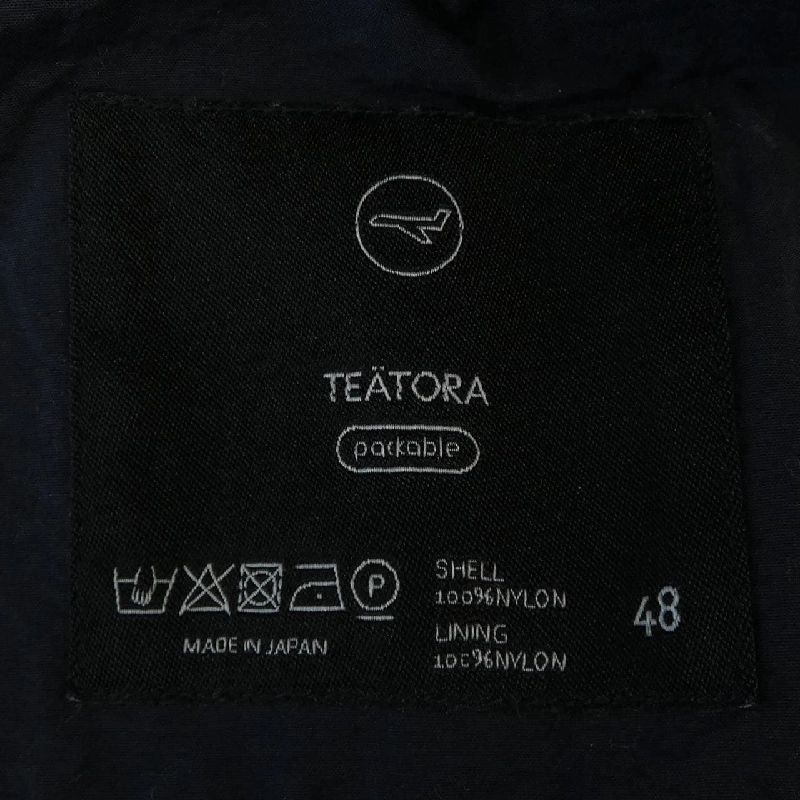 TEÄTORA
packable
P
SHELL
100%NYLON
LINING
100%NYLON
48
MADE IN JAPAN